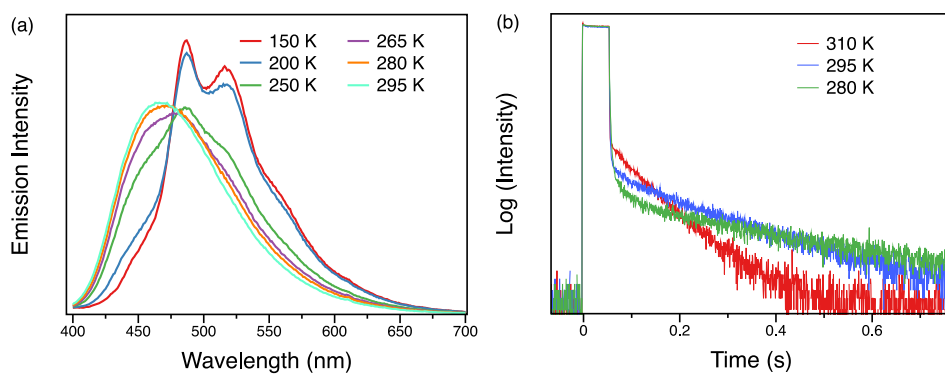 (a)
150 K 265 K
200 K 280 K
250 K 295 K
Emission Intensity
400 450 500 550 600 650 700
Wavelength (nm)
(b)
310 K
295 K
280 K
Log (Intensity)
0 0.2 0.4 0.6
Time (s)